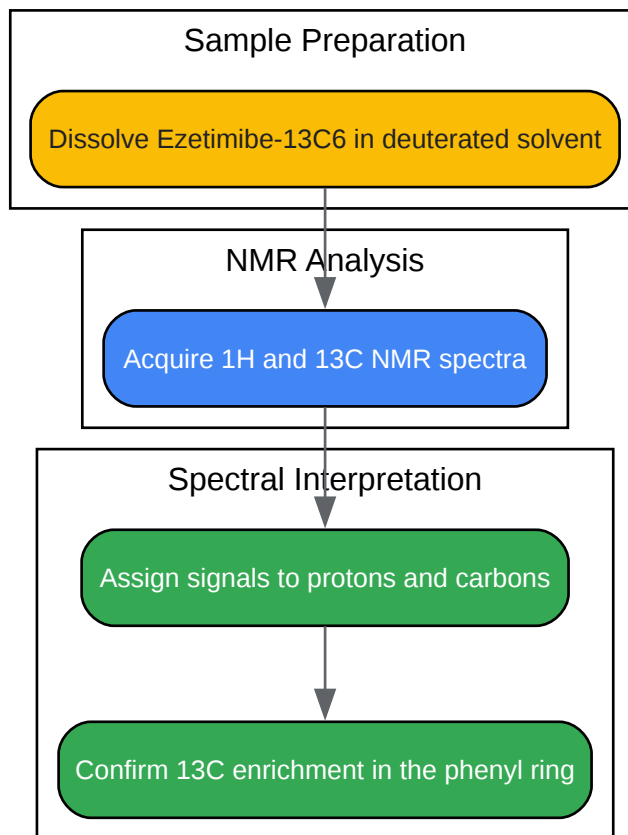 Sample Preparation
Dissolve Ezetimibe-13C6 in deuterated solvent
NMR Analysis
Acquire 1H and 13C NMR spectra
Spectral Interpretation
Assign signals to protons and carbons
Confirm 13C enrichment in the phenyl ring